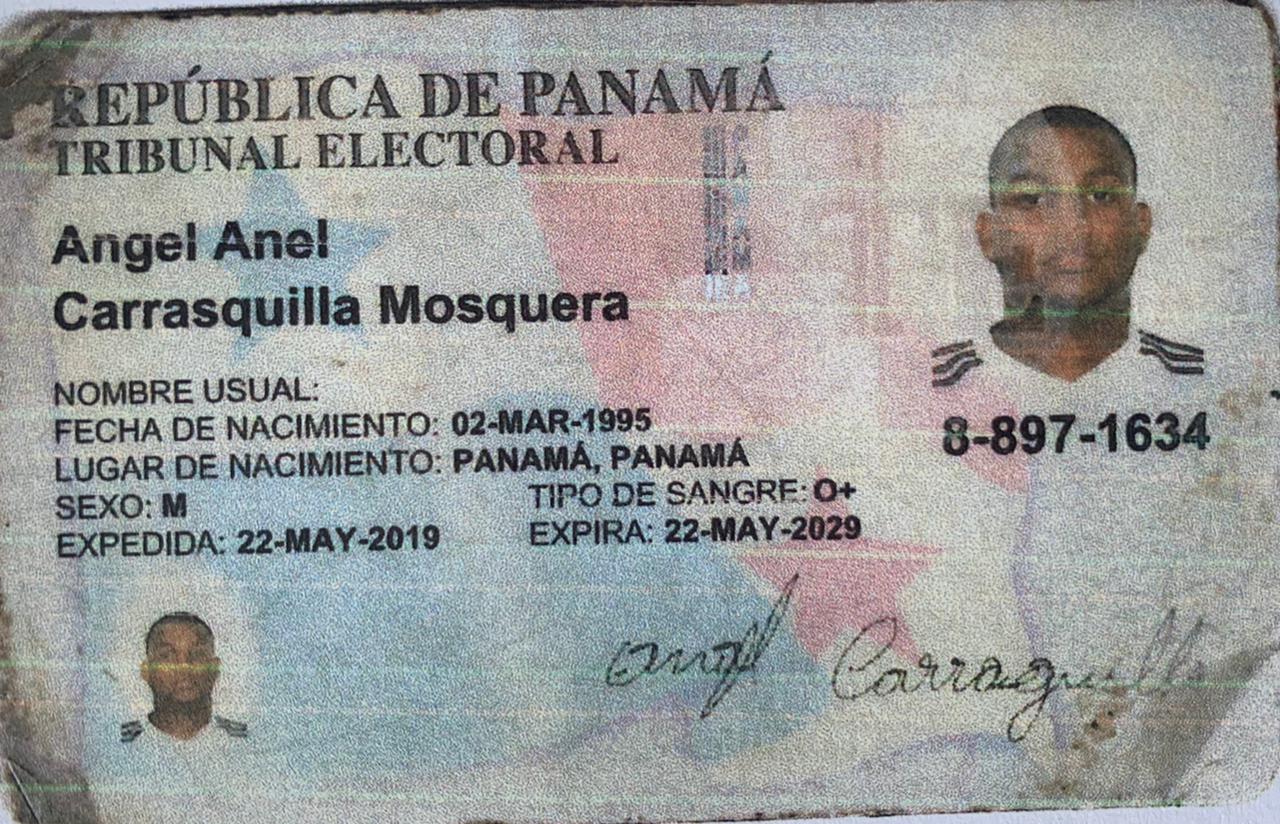 REPÚBLICA DE PANAMÁ
TRIBUNAL ELECTORAL
Angel Anel
Carrasquilla Mosquera
NOMBRE USUAL:
FECHA DE NACIMIENTO: 02-MAR-1995
LUGAR DE NACIMIENTO: PANAMÁ, PANAMÁ
SEXO: M TIPO DE SANGRE: O+
EXPEDIDA: 22-MAY-2019 EXPIRA: 22-MAY-2029
8-897-1634
Angel Carrasquilla